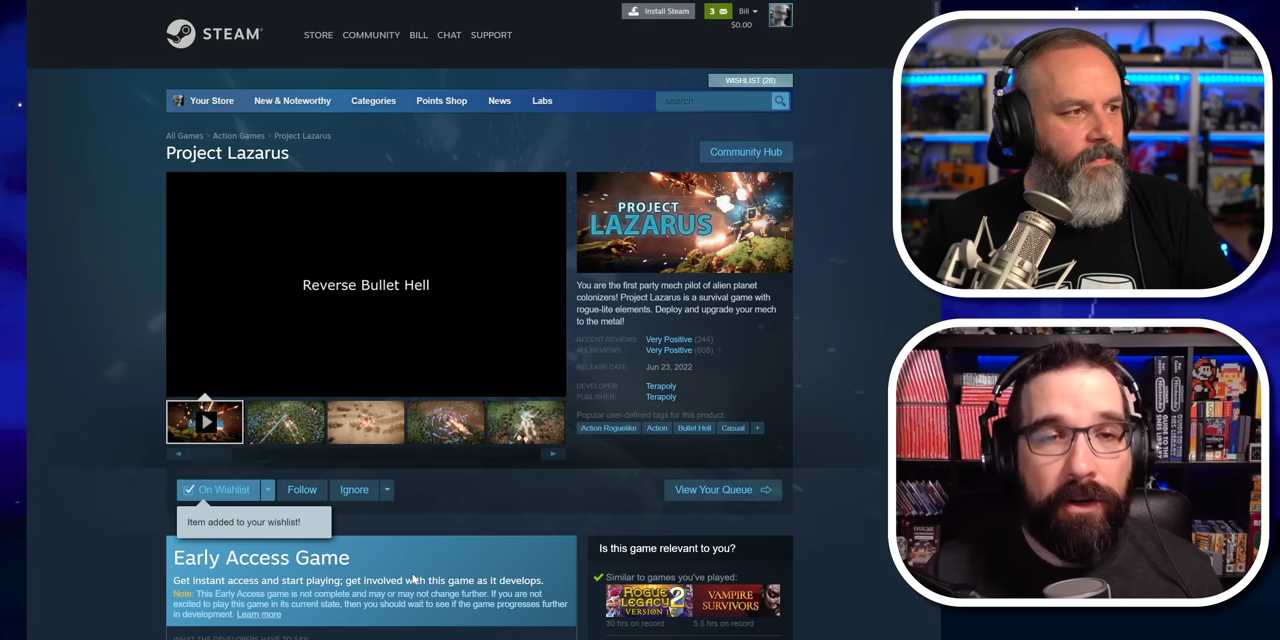 Install Steam
3
Bill
$0.00
STEAM
STORE COMMUNITY BILL CHAT SUPPORT
WISHLIST (28)
Your Store New & Noteworthy Categories Points Shop News Labs
search
All Games > Action Games > Project Lazarus
Project Lazarus
Community Hub
Reverse Bullet Hell
PROJECT
LAZARUS
You are the first party mech pilot of alien planet
colonizers! Project Lazarus is a survival game with
rogue-lite elements. Deploy and upgrade your mech
to the metal!
RECENT REVIEWS: Very Positive (244)
ALL REVIEWS: Very Positive (608)
RELEASE DATE: Jun 23, 2022
DEVELOPER: Terapoly
PUBLISHER: Terapoly
Popular user-defined tags for this product:
Action Roguelike Action Bullet Hell Casual +
On Wishlist Follow Ignore
View Your Queue
Item added to your wishlist!
Early Access Game
Get instant access and start playing; get involved with this game as it develops.
Note: This Early Access game is not complete and may or may not change further. If you are not
excited to play this game in its current state, then you should wait to see if the game progresses further
in development. Learn more
WHAT THE DEVELOPERS HAVE TO SAY:
Is this game relevant to you?
Similar to games you've played:
ROGUE
LEGACY 2
VERSION 1
VAMPIRE
SURVIVORS
30 hrs on record
5.5 hrs on record